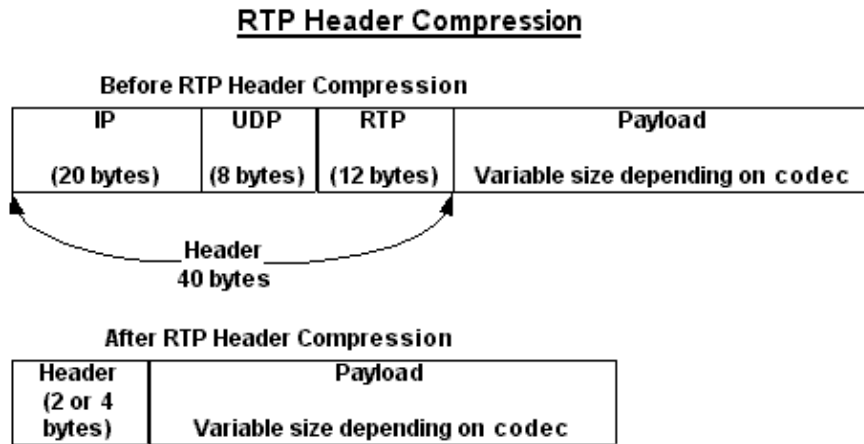 RTP Header Compression
Before RTP Header Compression
IP UDP RTP Payload
(20 bytes) (8 bytes) (12 bytes) Variable size depending on codec
Header
40 bytes
After RTP Header Compression
Header Payload
(2 or 4
bytes) Variable size depending on codec